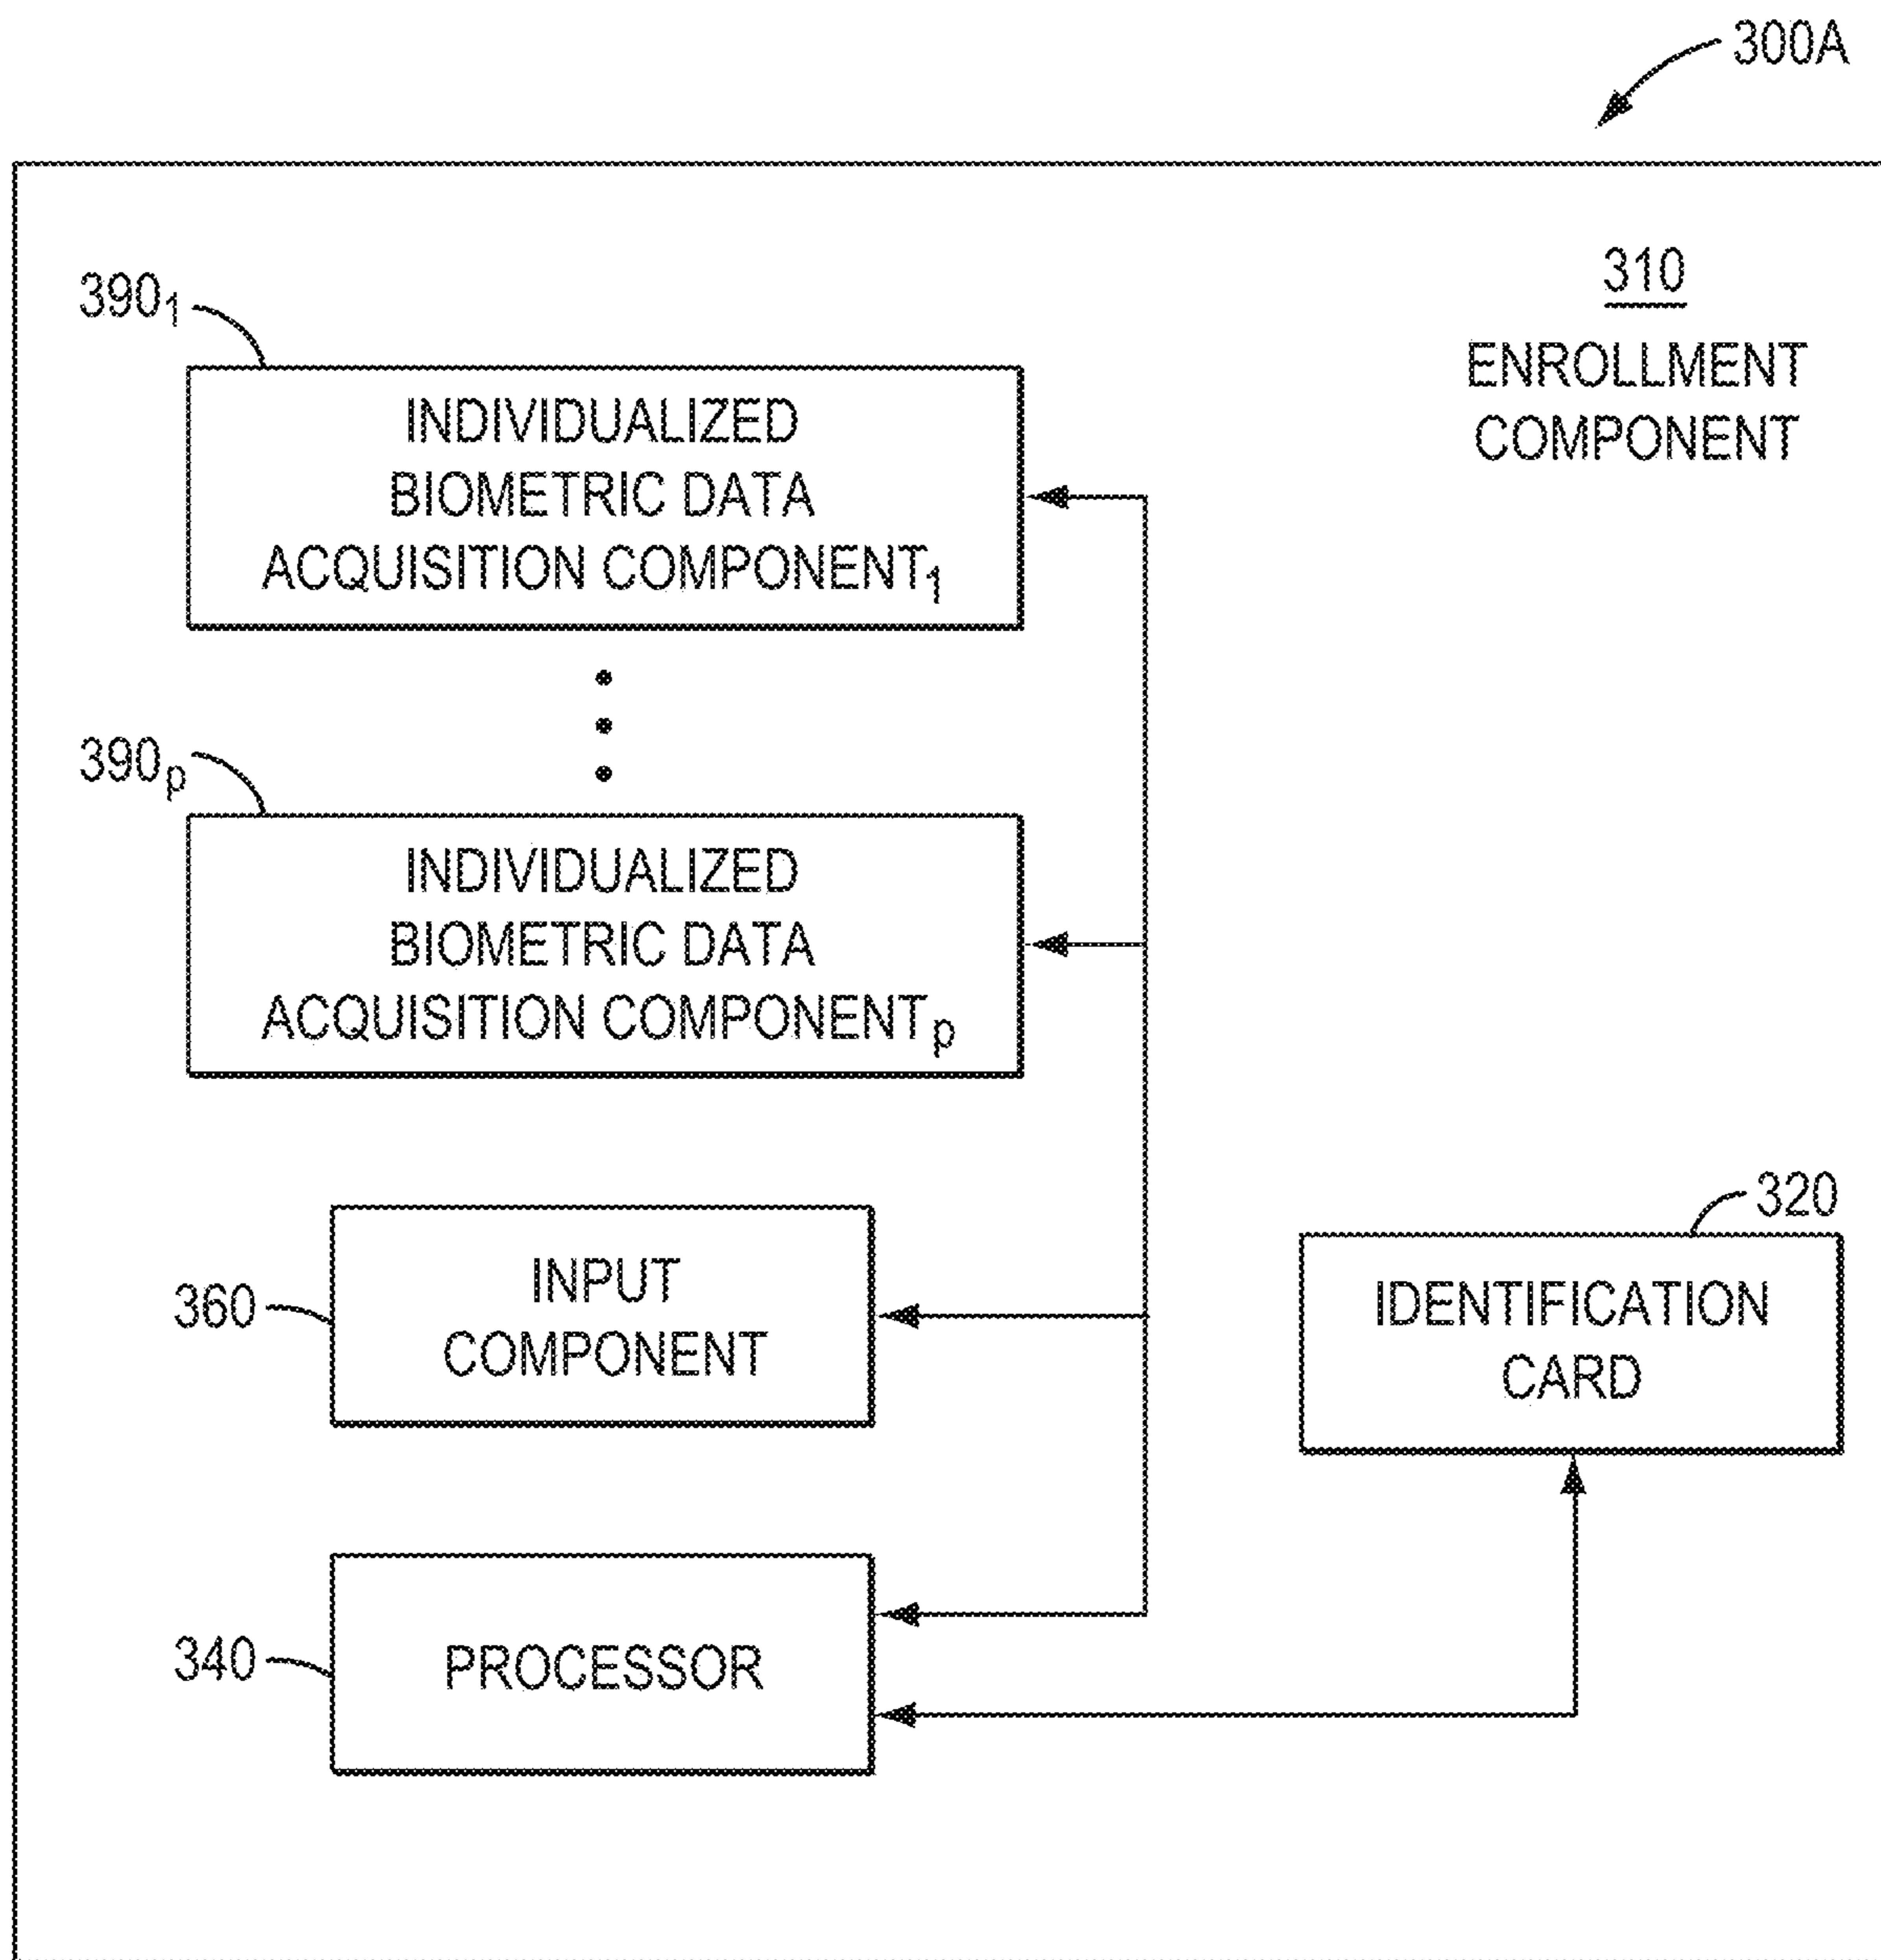 300A
310
ENROLLMENT
COMPONENT
390₁
INDIVIDUALIZED
BIOMETRIC DATA
ACQUISITION COMPONENT₁
390ₚ
INDIVIDUALIZED
BIOMETRIC DATA
ACQUISITION COMPONENTₚ
360
INPUT
COMPONENT
320
IDENTIFICATION
CARD
340
PROCESSOR